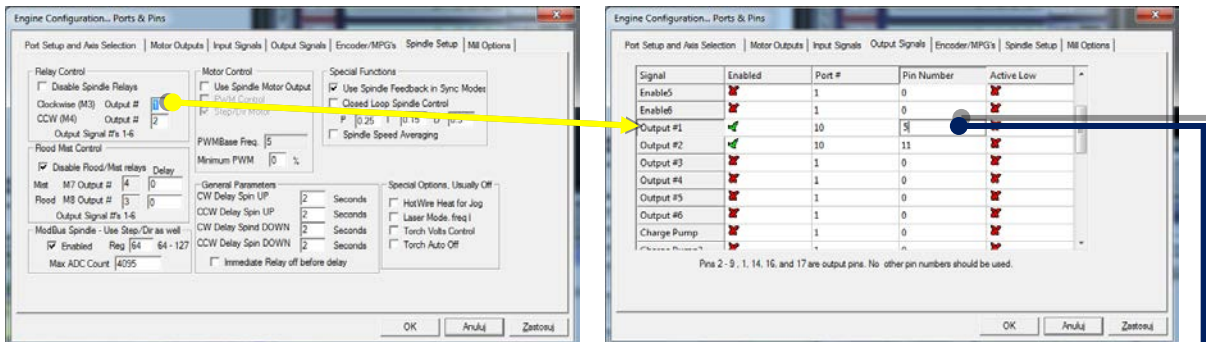 Engine Configuration... Ports & Pins
Port Setup and Axis Selection | Motor Outputs | Input Signals | Output Signals | Encoder/MPG's | Spindle Setup | Mill Options
Relay Control
Disable Spindle Relays
Clockwise (M3) Output # 1
CCW (M4) Output # 2
Output Signal #'s 1-6
Flood Mist Control
Disable Flood/Mist relays Delay
Mist M7 Output # 4 0
Flood M8 Output # 3 0
Output Signal #'s 1-6
ModBus Spindle - Use Step/Dir as well
Enabled Reg 64 64 - 127
Max ADC Count 4095
Motor Control
Use Spindle Motor Output
PWM Control
Step/Dir Motor
PWMBase Freq. 5
Minimum PWM 0 %
General Parameters
CW Delay Spin UP 2 Seconds
CCW Delay Spin UP 2 Seconds
CW Delay Spind DOWN 2 Seconds
CCW Delay Spin DOWN 2 Seconds
Immediate Relay off before delay
Special Functions
Use Spindle Feedback in Sync Modes
Closed Loop Spindle Control
P 0.25 I D
Spindle Speed Averaging
Special Options, Usually Off
HotWire Heat for Jog
Laser Mode. freq
Torch Volts Control
Torch Auto Off
OK Anuluj Zastosuj
Engine Configuration... Ports & Pins
Port Setup and Axis Selection | Motor Outputs | Input Signals | Output Signals | Encoder/MPG's | Spindle Setup | Mill Options
Signal Enabled Port # Pin Number Active Low
Enable5 1 0
Enable6 1 0
Output #1 10 5
Output #2 10 11
Output #3 1 0
Output #4 1 0
Output #5 1 0
Output #6 1 0
Charge Pump 1 0
Pins 2 - 9 , 1, 14, 16, and 17 are output pins. No other pin numbers should be used.
OK Anuluj Zastosuj